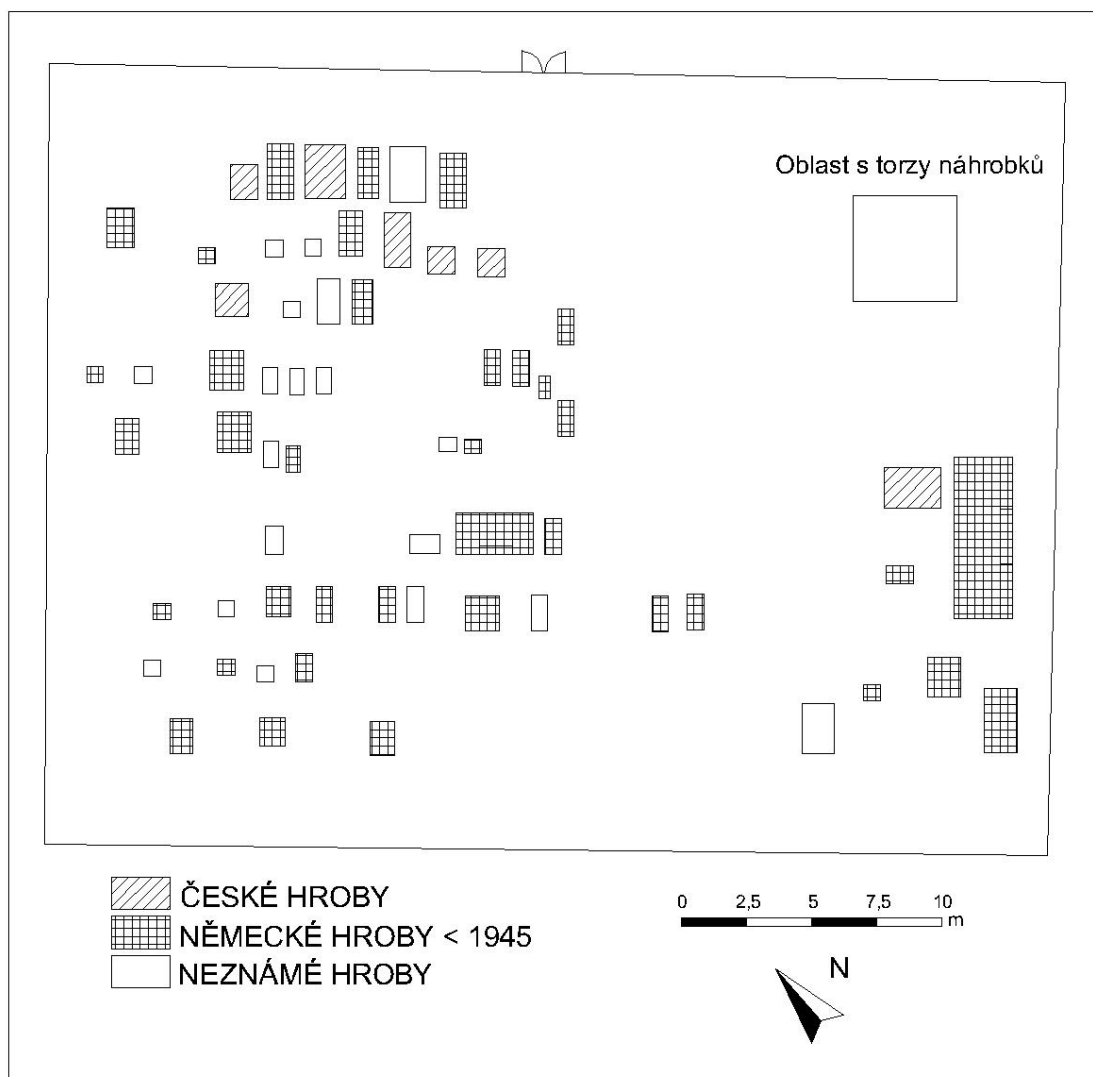 Oblast s torzy náhrobků
ČESKÉ HROBY
NĚMECKÉ HROBY < 1945
NEZNÁMÉ HROBY
0 2,5 5 7,5 10
m
N